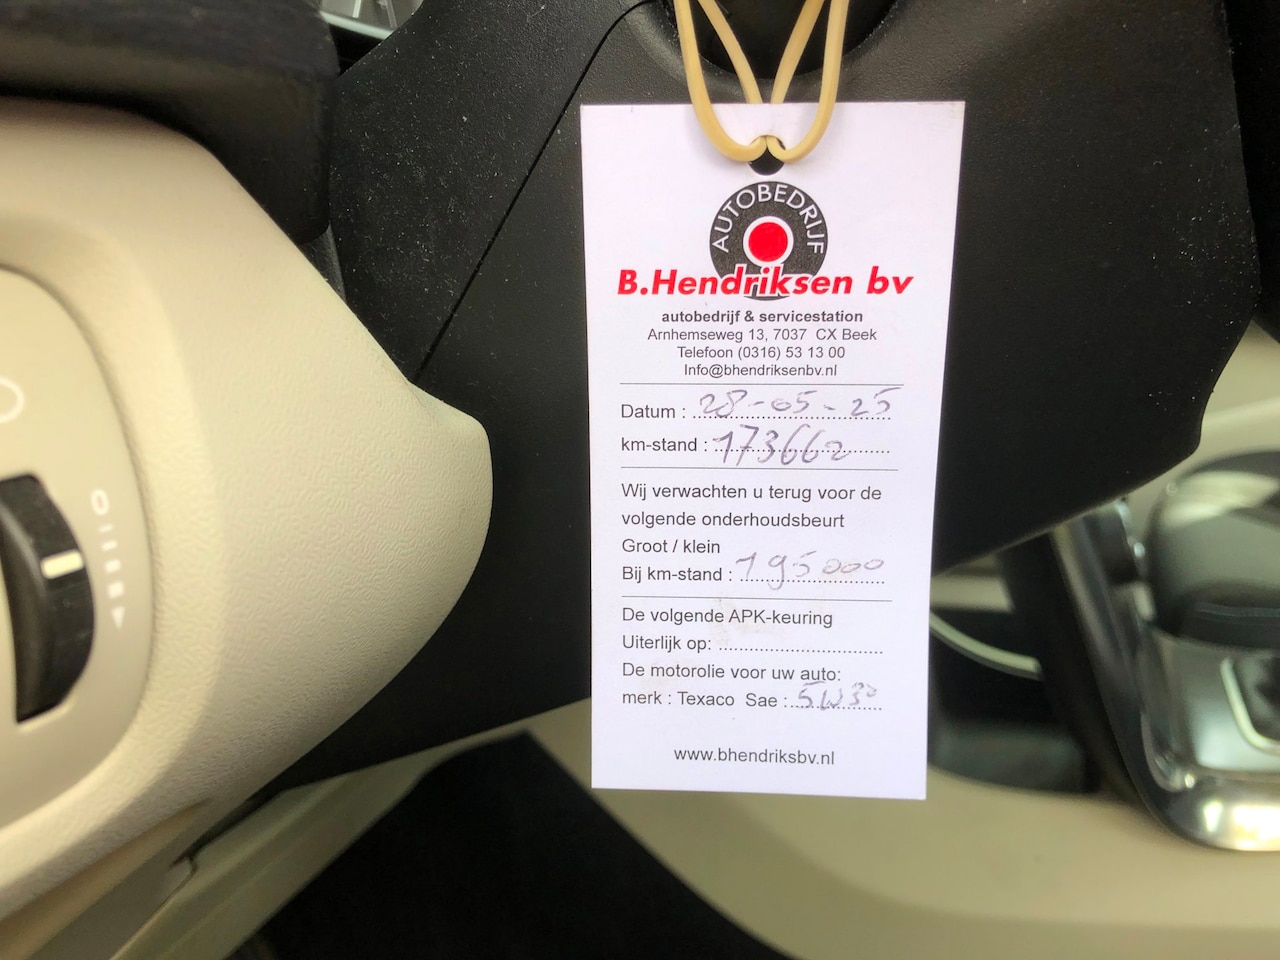 AUTOBEDRIJF
B.Hendriksen bv
autobedrijf & servicestation
Arnhemseweg 13, 7037 CX Beek
Telefoon (0316) 53 13 00
Info@bhendriksenbv.nl
Datum : 28-05-25
km-stand : 173662
Wij verwachten u terug voor de
volgende onderhoudsbeurt
Groot / klein
Bij km-stand : 195000
De volgende APK-keuring
Uiterlijk op:
De motorolie voor uw auto:
merk : Texaco Sae : 5W30
www.bhendriksbv.nl